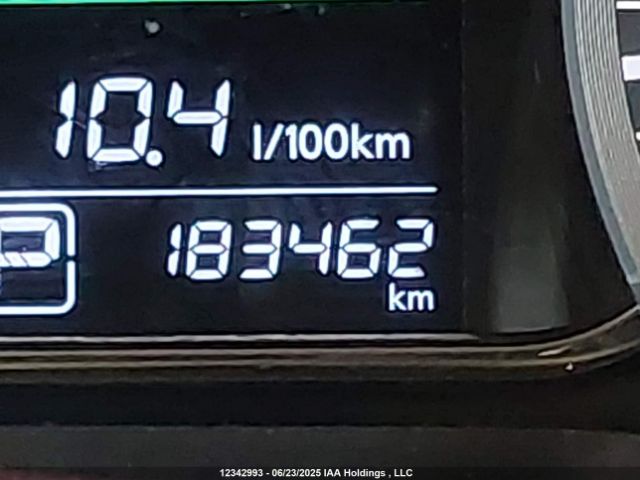 10.4 l/100km
P 183462
km
12342993 - 06/23/2025 IAA Holdings , LLC